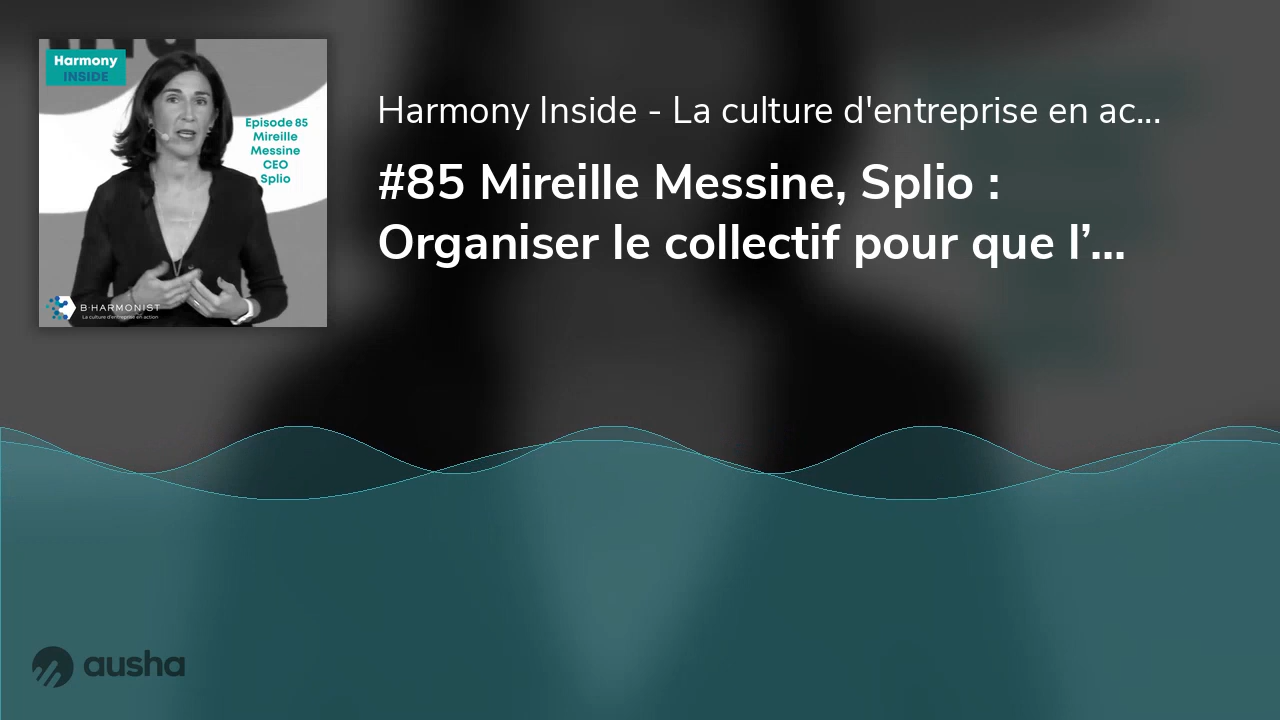 Harmony
INSIDE
Episode 85
Mireille
Messine
CEO
Splio
B·HARMONIST
La culture d'entreprise en action
Harmony Inside - La culture d'entreprise en ac...
#85 Mireille Messine, Splio :
Organiser le collectif pour que l’...
ausha